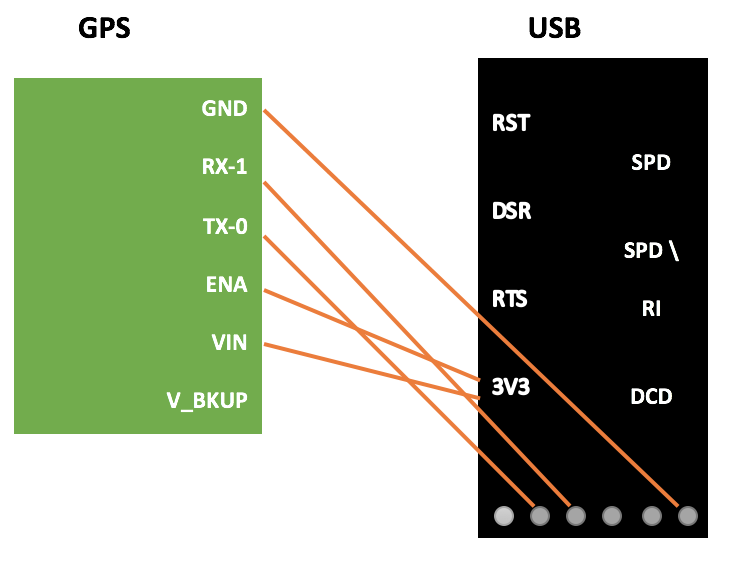 GPS
USB
GND
RX-1
TX-0
ENA
VIN
V_BKUP
RST
SPD
DSR
SPD \
RTS
RI
3V3
DCD